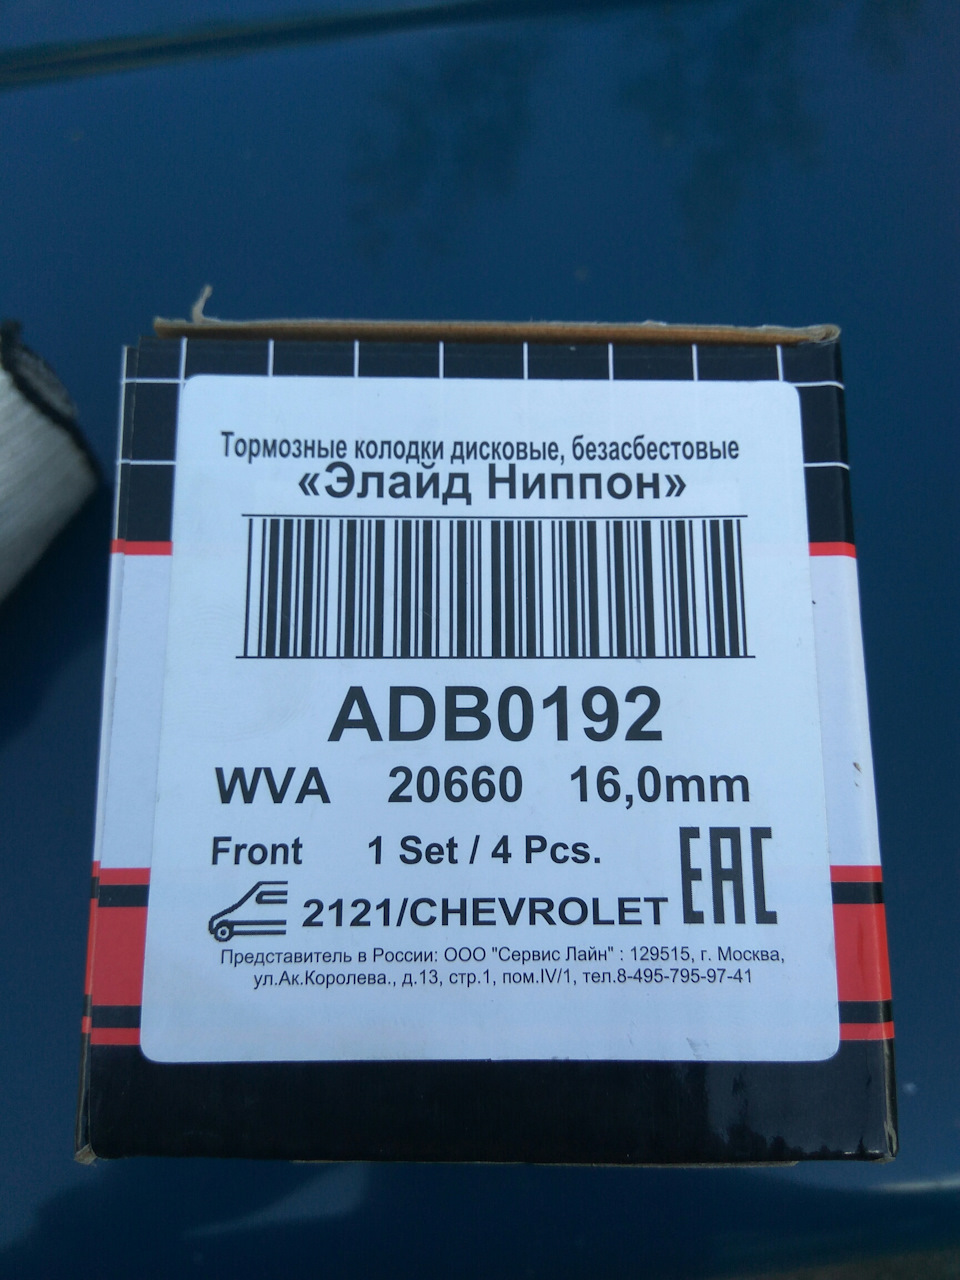 Тормозные колодки дисковые, безасбестовые
«Элайд Ниппон»
ADB0192
WVA 20660 16,0mm
Front 1 Set / 4 Pcs.
EAC
2121/CHEVROLET
Представитель в России: ООО "Сервис Лайн" : 129515, г. Москва,
ул.Ак.Королева., д.13, стр.1, пом.IV/1, тел.8-495-795-97-41